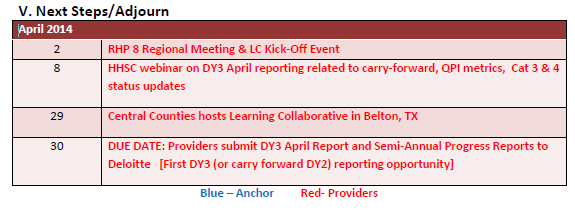 V. Next Steps/Adjourn
April 2014
2 RHP 8 Regional Meeting & LC Kick-Off Event
8 HHSC webinar on DY3 April reporting related to carry-forward, QPI metrics, Cat 3 & 4
status updates
29 Central Counties hosts Learning Collaborative in Belton, TX
30 DUE DATE: Providers submit DY3 April Report and Semi-Annual Progress Reports to
Deloitte [First DY3 (or carry forward DY2) reporting opportunity]
Blue – Anchor Red- Providers